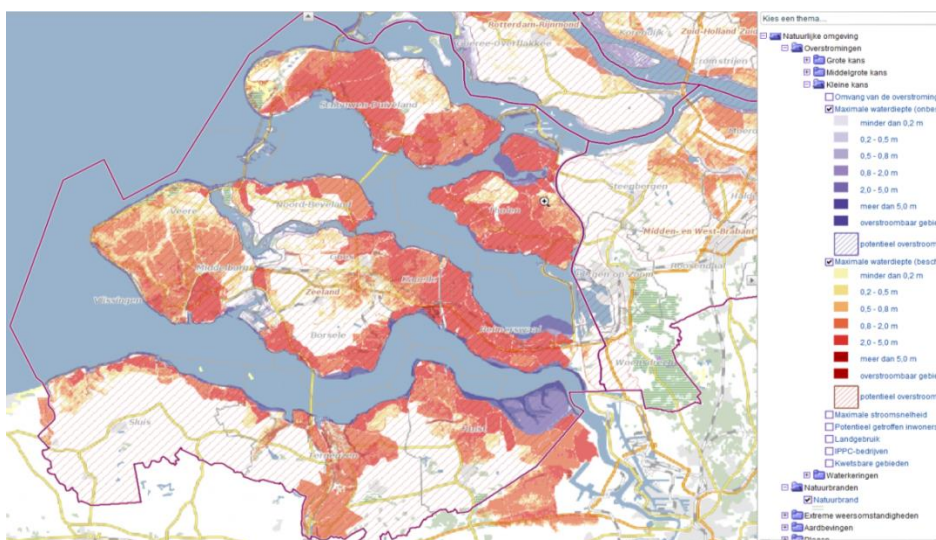 Kies een thema...
Natuurlijke omgeving
Overstromingen
Grote kans
Middelgrote kans
Kleine kans
Omvang van de overstroming
Maximale waterdiepte (onbe
minder dan 0,2 m
0,2 - 0,5 m
0,5 - 0,8 m
0,8 - 2,0 m
2,0 - 5,0 m
meer dan 5,0 m
overstroombaar gebie
potentieel overstroom
Maximale waterdiepte (besch
minder dan 0,2 m
0,2 - 0,5 m
0,5 - 0,8 m
0,8 - 2,0 m
2,0 - 5,0 m
meer dan 5,0 m
overstroombaar gebie
potentieel overstroom
Maximale stroomsnelheid
Potentieel getroffen inwoners
Landgebruik
IPPC-bedrijven
Kwetsbare gebieden
Waterkeringen
Natuurbranden
Natuurbrand
Extreme weersomstandigheden
Aardbevingen
Rotterdam-Rijnmond
Zuid-Holland Zuid
Korendijk
Cromstrijen
Schouwen-Duiveland
Steenbergen
Veere
Noord-Beveland
Tholen
Midden- en West-Brabant
Middelburg
Goes
Kapelle
Bergen op Zoom
Roosendaal
Vlissingen
Zeeland
Borsele
Reimerswaal
Woensdrecht
Sluis
Terneuzen
Hulst